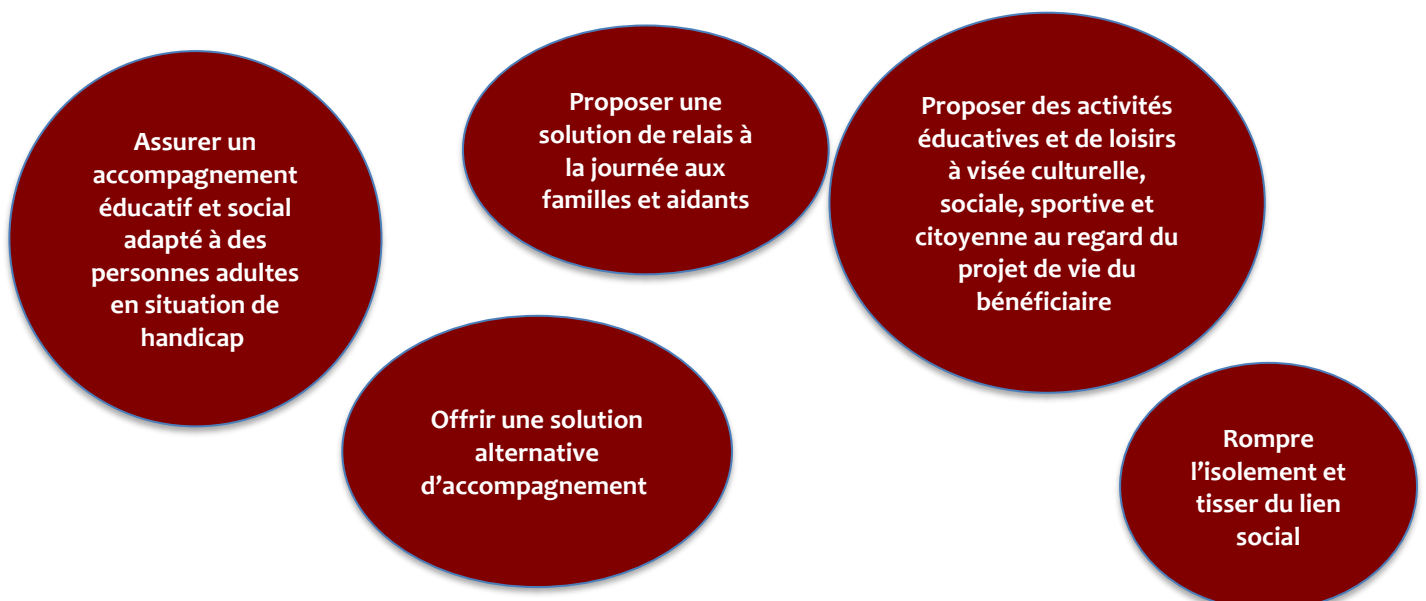 Assurer un
accompagnement
éducatif et social
adapté à des
personnes adultes
en situation de
handicap
Proposer une
solution de relais à
la journée aux
familles et aidants
Proposer des activités
éducatives et de loisirs
à visée culturelle,
sociale, sportive et
citoyenne au regard du
projet de vie du
bénéficiaire
Offrir une solution
alternative
d’accompagnement
Rompre
l’isolement et
tisser du lien
social